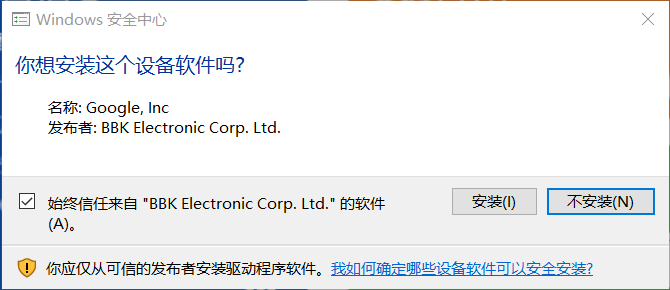 Windows 安全中心
你想安装这个设备软件吗?
名称: Google, Inc
发布者: BBK Electronic Corp. Ltd.
始终信任来自 "BBK Electronic Corp. Ltd." 的软件
(A)。
安装(I)
不安装(N)
你应仅从可信的发布者安装驱动程序软件。我如何确定哪些设备软件可以安全安装?